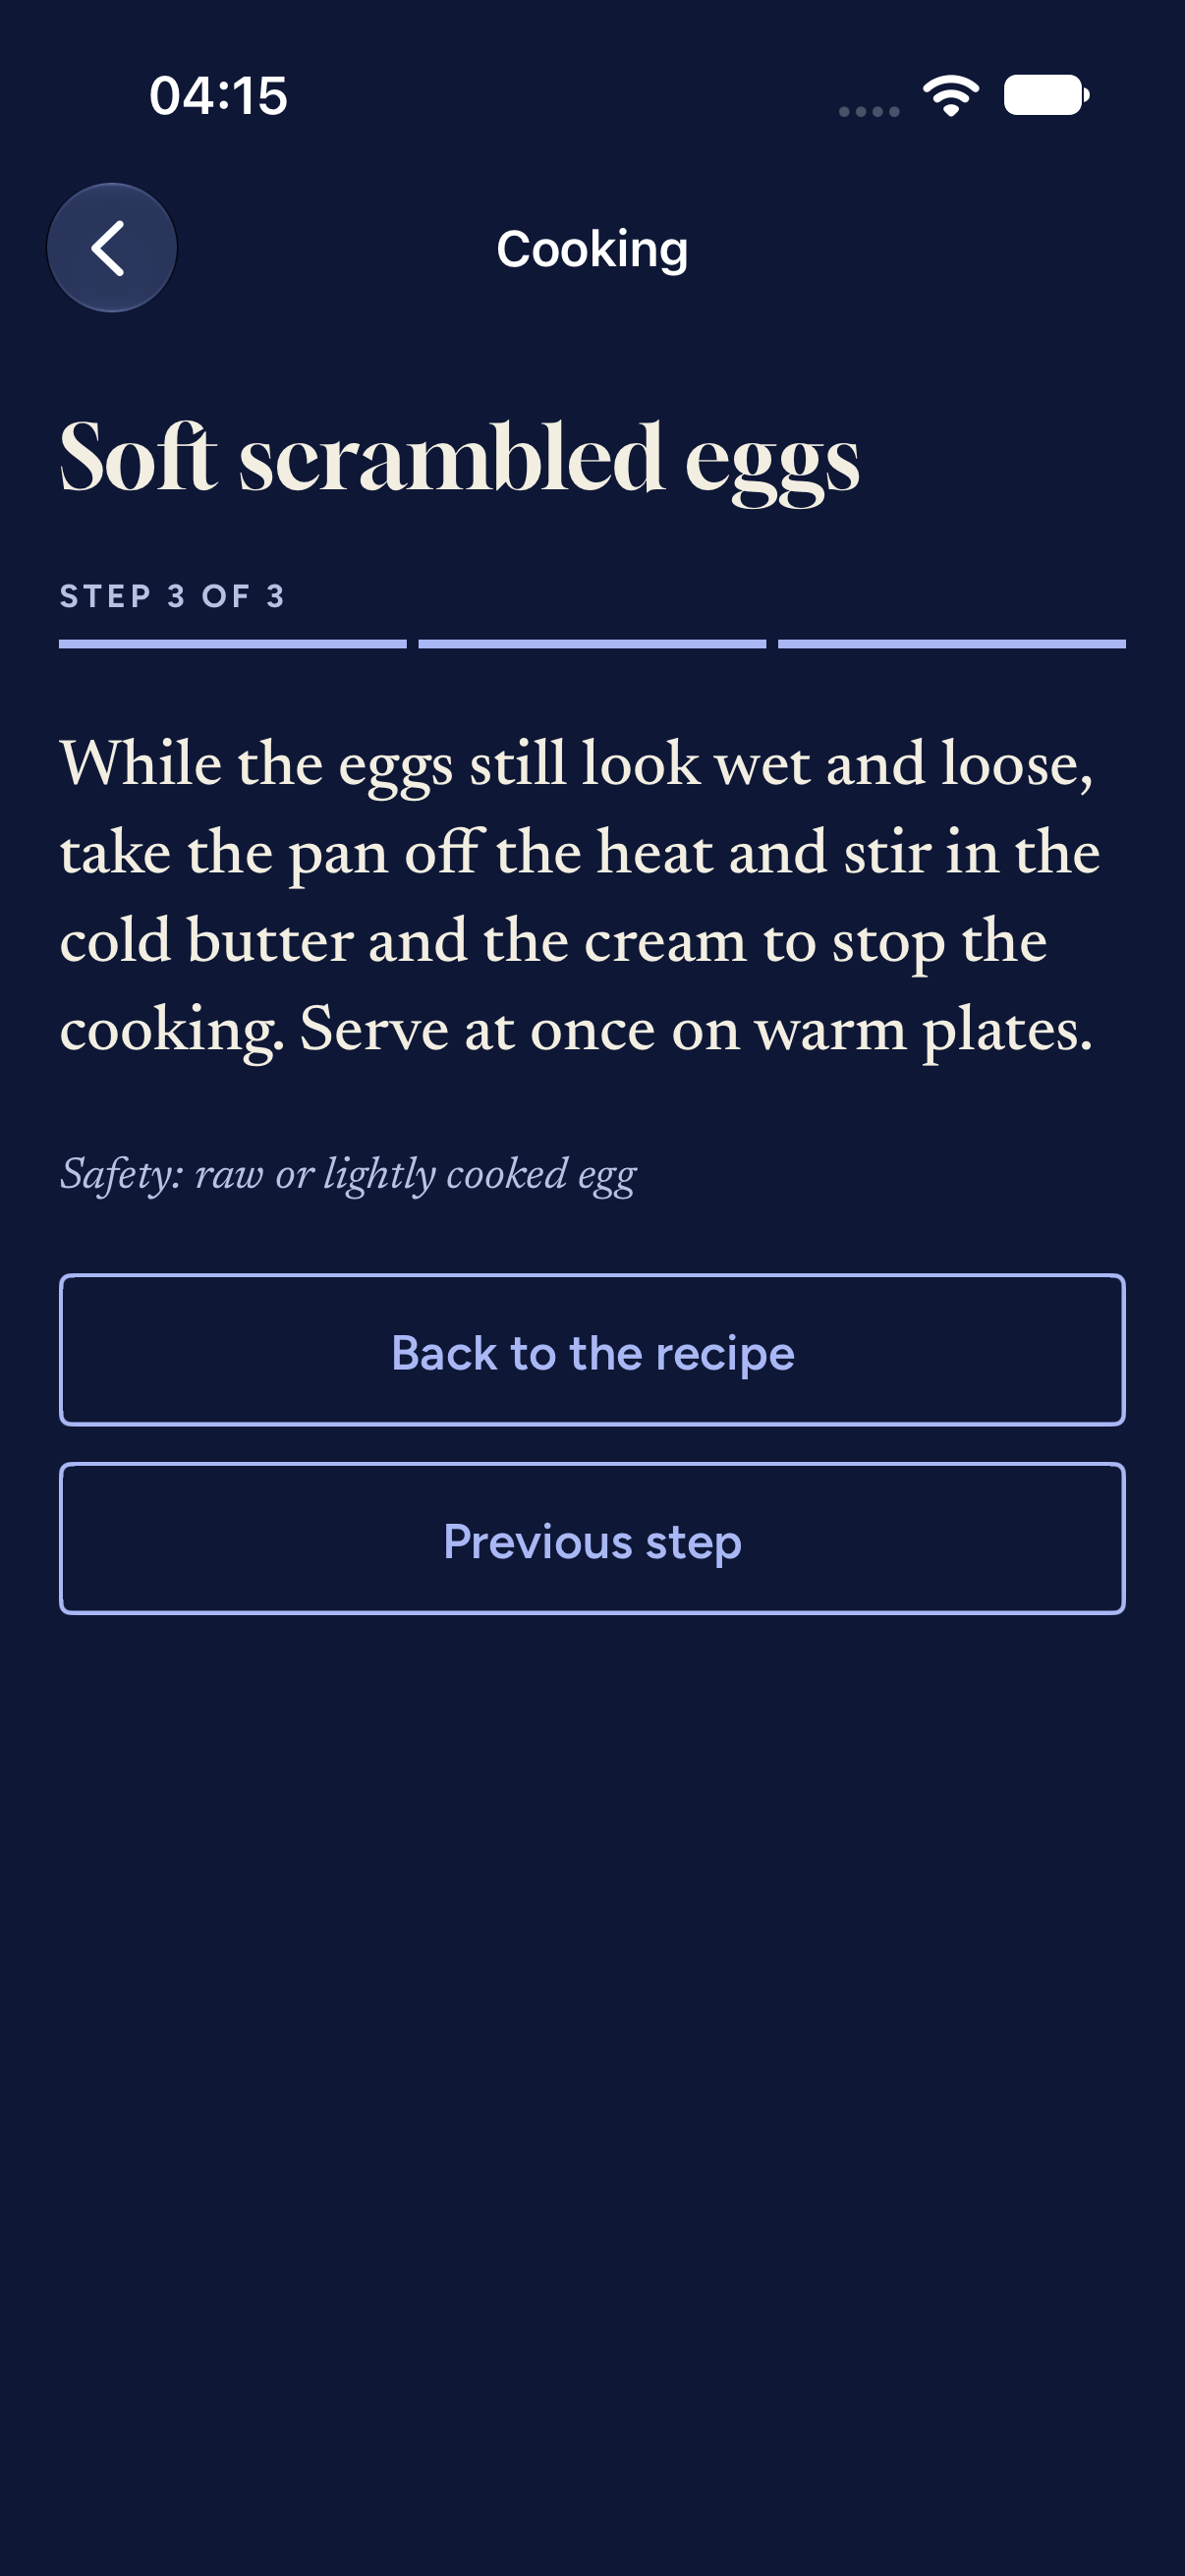 04:15
Cooking
Soft scrambled eggs
STEP 3 OF 3
While the eggs still look wet and loose,
take the pan off the heat and stir in the
cold butter and the cream to stop the
cooking. Serve at once on warm plates.
Safety: raw or lightly cooked egg
Back to the recipe
Previous step